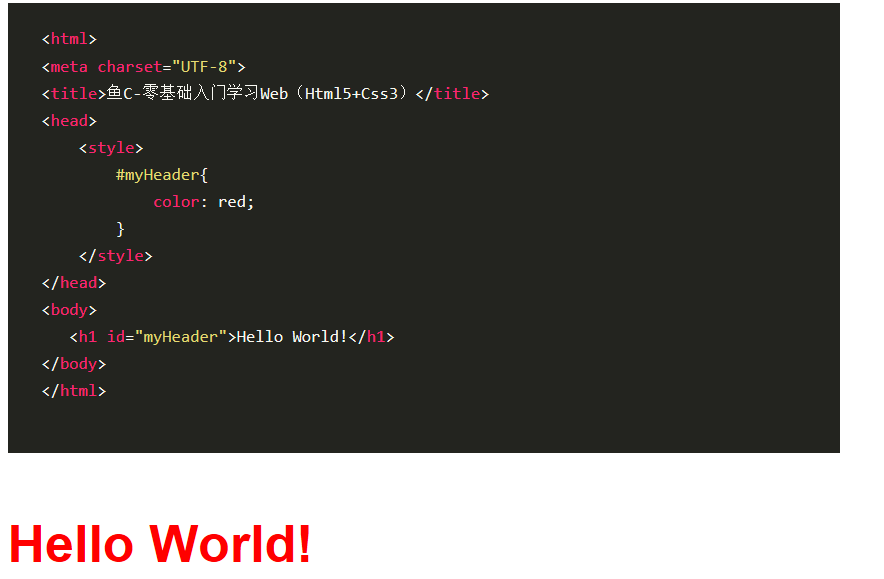 <html>
<meta charset="UTF-8">
<title>鱼C-零基础入门学习Web（Html5+Css3）</title>
<head>
    <style>
        #myHeader{
            color: red;
        }
    </style>
</head>
<body>
   <h1 id="myHeader">Hello World!</h1>
</body>
</html>
Hello World!